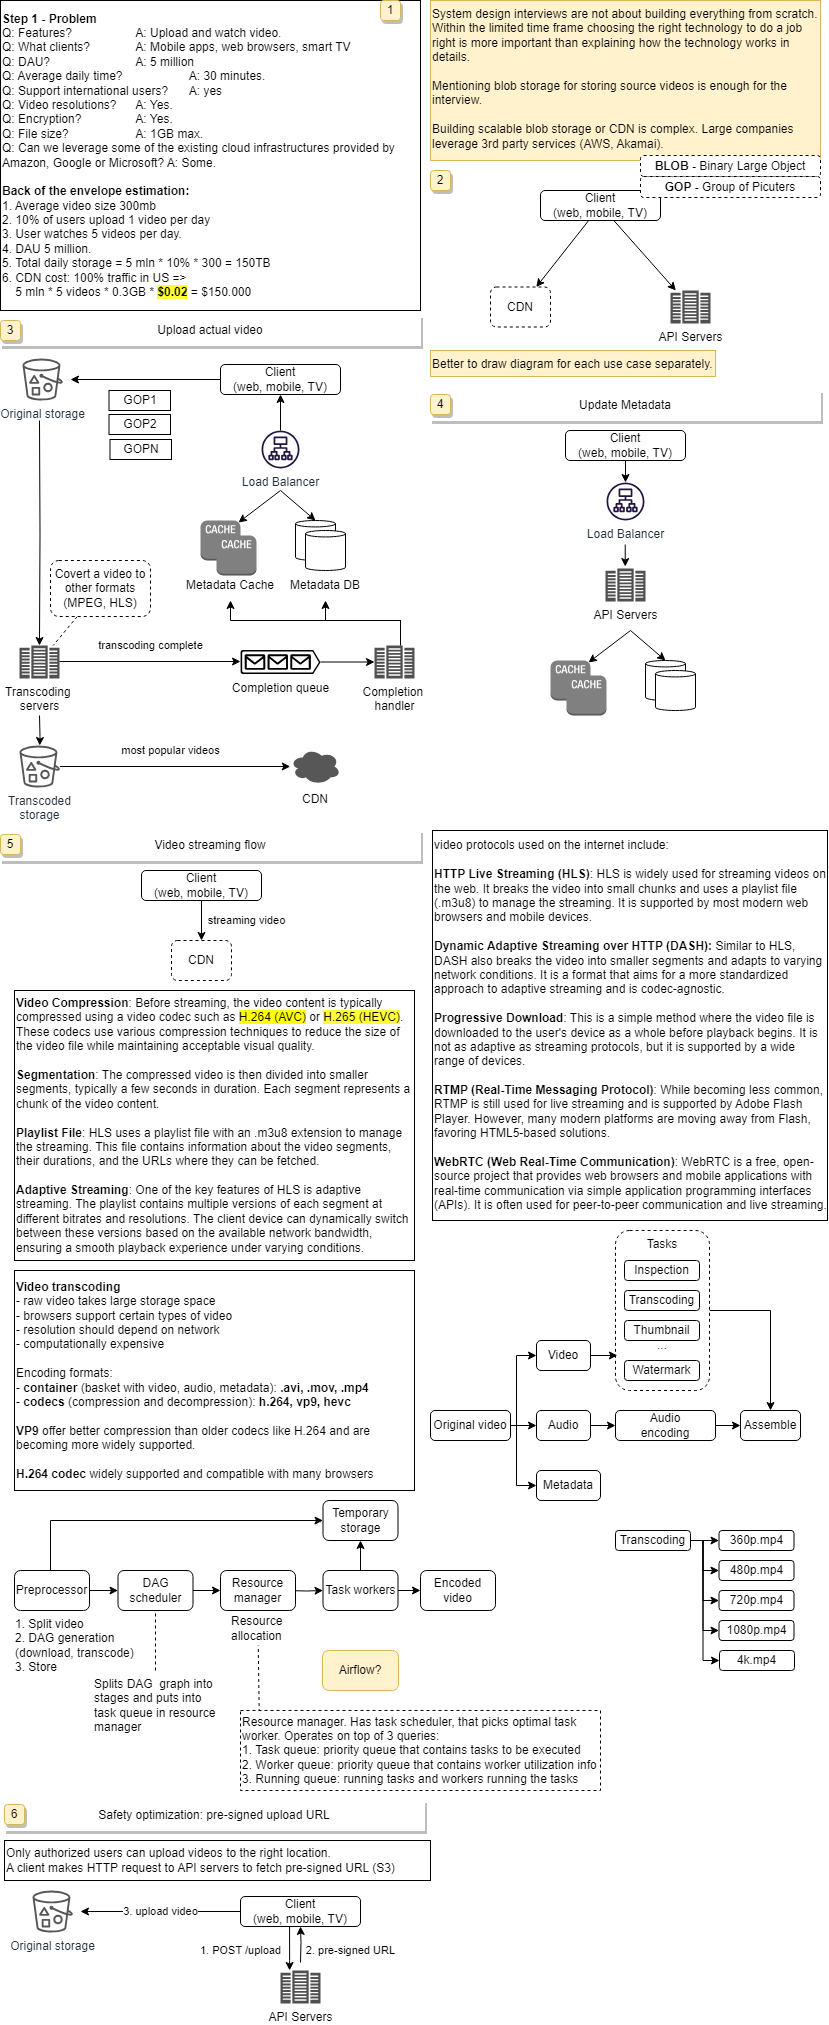 1
Step 1 - Problem
Q: Features? A: Upload and watch video.
Q: What clients? A: Mobile apps, web browsers, smart TV
Q: DAU? A: 5 million
Q: Average daily time? A: 30 minutes.
Q: Support international users? A: yes
Q: Video resolutions? A: Yes.
Q: Encryption? A: Yes.
Q: File size? A: 1GB max.
Q: Can we leverage some of the existing cloud infrastructures provided by
Amazon, Google or Microsoft? A: Some.
Back of the envelope estimation:
1. Average video size 300mb
2. 10% of users upload 1 video per day
3. User watches 5 videos per day.
4. DAU 5 million.
5. Total daily storage = 5 mln * 10% * 300 = 150TB
6. CDN cost: 100% traffic in US =>
5 mln * 5 videos * 0.3GB * $0.02 = $150.000
System design interviews are not about building everything from scratch.
Within the limited time frame choosing the right technology to do a job
right is more important than explaining how the technology works in
details.
Mentioning blob storage for storing source videos is enough for the
interview.
Building scalable blob storage or CDN is complex. Large companies
leverage 3rd party services (AWS, Akamai).
BLOB - Binary Large Object
GOP - Group of Picuters
2
Client
(web, mobile, TV)
CDN
API Servers
Better to draw diagram for each use case separately.
3
Upload actual video
Original storage
Client
(web, mobile, TV)
GOP1
GOP2
GOPN
Load Balancer
CACHE
CACHE
Metadata Cache
Metadata DB
Covert a video to
other formats
(MPEG, HLS)
transcoding complete
Transcoding
servers
Completion queue
Completion
handler
most popular videos
Transcoded
storage
CDN
4
Update Metadata
Client
(web, mobile, TV)
Load Balancer
API Servers
CACHE
CACHE
5
Video streaming flow
Client
(web, mobile, TV)
streaming video
CDN
Video Compression: Before streaming, the video content is typically
compressed using a video codec such as H.264 (AVC) or H.265 (HEVC).
These codecs use various compression techniques to reduce the size of
the video file while maintaining acceptable visual quality.
Segmentation: The compressed video is then divided into smaller
segments, typically a few seconds in duration. Each segment represents a
chunk of the video content.
Playlist File: HLS uses a playlist file with an .m3u8 extension to manage
the streaming. This file contains information about the video segments,
their durations, and the URLs where they can be fetched.
Adaptive Streaming: One of the key features of HLS is adaptive
streaming. The playlist contains multiple versions of each segment at
different bitrates and resolutions. The client device can dynamically switch
between these versions based on the available network bandwidth,
ensuring a smooth playback experience under varying conditions.
video protocols used on the internet include:
HTTP Live Streaming (HLS): HLS is widely used for streaming videos on
the web. It breaks the video into small chunks and uses a playlist file
(.m3u8) to manage the streaming. It is supported by most modern web
browsers and mobile devices.
Dynamic Adaptive Streaming over HTTP (DASH): Similar to HLS,
DASH also breaks the video into smaller segments and adapts to varying
network conditions. It is a format that aims for a more standardized
approach to adaptive streaming and is codec-agnostic.
Progressive Download: This is a simple method where the video file is
downloaded to the user's device as a whole before playback begins. It is
not as adaptive as streaming protocols, but it is supported by a wide
range of devices.
RTMP (Real-Time Messaging Protocol): While becoming less common,
RTMP is still used for live streaming and is supported by Adobe Flash
Player. However, many modern platforms are moving away from Flash,
favoring HTML5-based solutions.
WebRTC (Web Real-Time Communication): WebRTC is a free, open-
source project that provides web browsers and mobile applications with
real-time communication via simple application programming interfaces
(APIs). It is often used for peer-to-peer communication and live streaming.
Video transcoding
- raw video takes large storage space
- browsers support certain types of video
- resolution should depend on network
- computationally expensive
Encoding formats:
- container (basket with video, audio, metadata): .avi, .mov, .mp4
- codecs (compression and decompression): h.264, vp9, hevc
VP9 offer better compression than older codecs like H.264 and are
becoming more widely supported.
H.264 codec widely supported and compatible with many browsers
Tasks
Inspection
Transcoding
Thumbnail
...
Watermark
Video
Original video
Audio
Audio
encoding
Assemble
Metadata
Temporary
storage
Preprocessor
DAG
scheduler
Resource
manager
Task workers
Encoded
video
1. Split video
2. DAG generation
(download, transcode)
3. Store
Resource
allocation
Splits DAG graph into
stages and puts into
task queue in resource
manager
Airflow?
Resource manager. Has task scheduler, that picks optimal task
worker. Operates on top of 3 queries:
1. Task queue: priority queue that contains tasks to be executed
2. Worker queue: priority queue that contains worker utilization info
3. Running queue: running tasks and workers running the tasks
Transcoding
360p.mp4
480p.mp4
720p.mp4
1080p.mp4
4k.mp4
6
Safety optimization: pre-signed upload URL
Only authorized users can upload videos to the right location.
A client makes HTTP request to API servers to fetch pre-signed URL (S3)
Original storage
3. upload video
Client
(web, mobile, TV)
1. POST /upload
2. pre-signed URL
API Servers